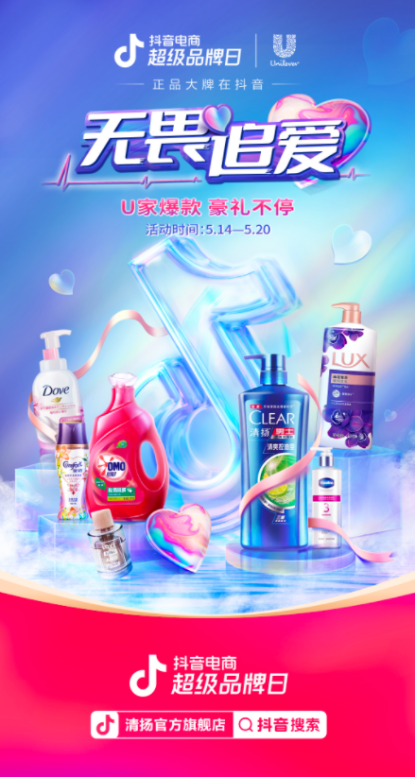 抖音电商
超级品牌日
Unilever
正品大牌在抖音
无畏追爱
U家爆款 豪礼不停
活动时间:5.14—5.20
Dove
LUX
CLEAR
清扬 男士
Comfort
OMO
Vaseline
3
抖音电商
超级品牌日
清扬官方旗舰店 抖音搜索